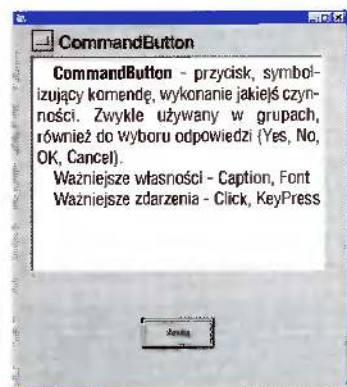 CommandButton
CommandButton - przycisk, symbol-
izujący komendę, wykonanie jakiejś czyn-
ności. Zwykle używany w grupach,
również do wyboru odpowiedzi (Yes, No,
OK, Cancel).
Ważniejsze własności - Caption, Font
Ważniejsze zdarzenia - Click, KeyPress